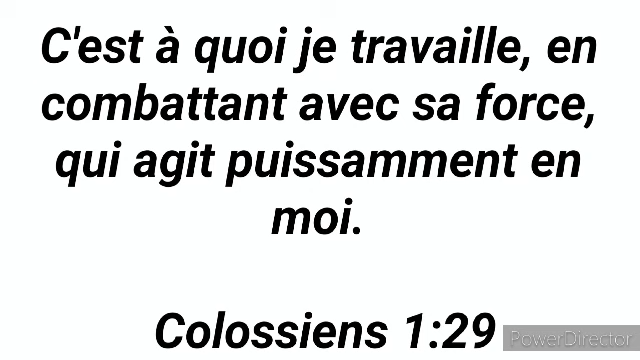 C'est à quoi je travaille, en
combattant avec sa force,
qui agit puissamment en
moi.
Colossiens 1:29
PowerDirector